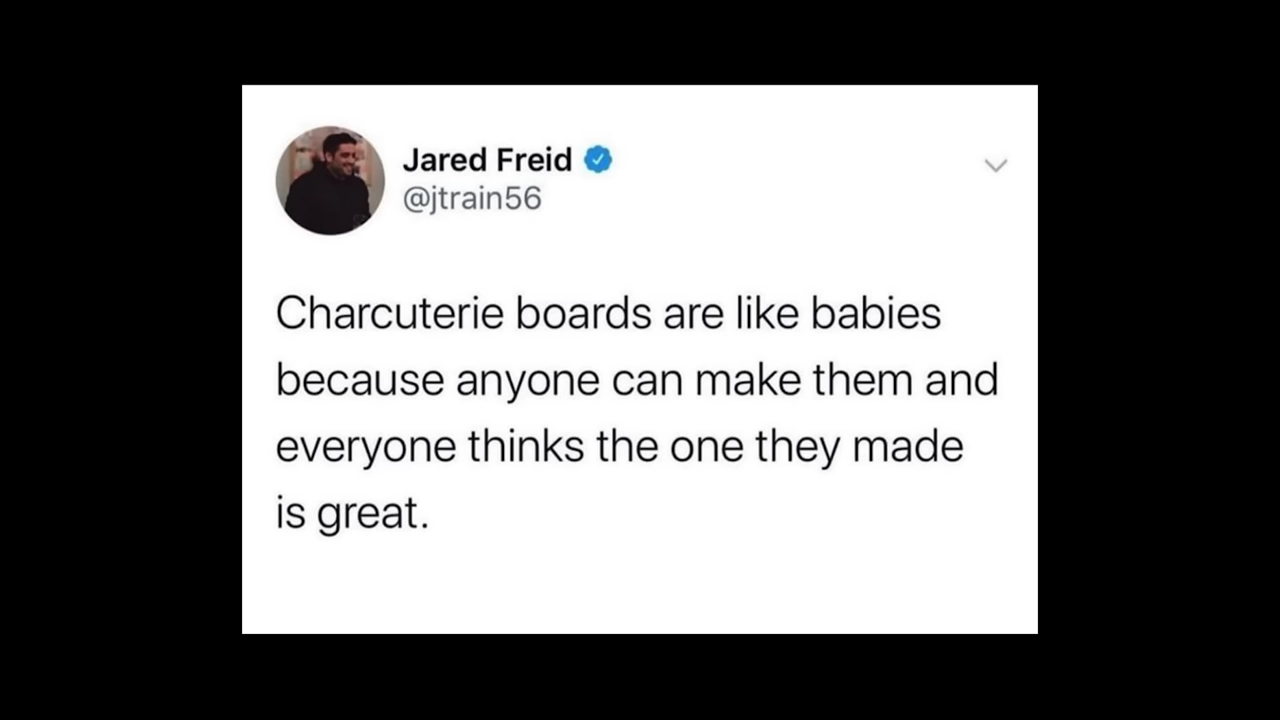 Jared Freid
@jtrain56
Charcuterie boards are like babies
because anyone can make them and
everyone thinks the one they made
is great.